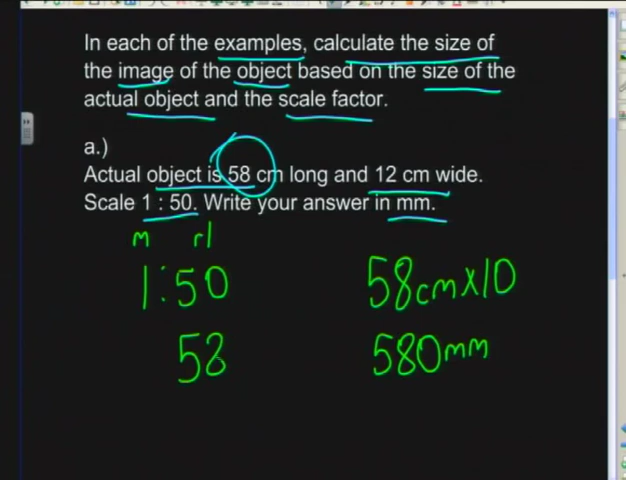 In each of the examples, calculate the size of
the image of the object based on the size of the
actual object and the scale factor.
a.)
Actual object is 58 cm long and 12 cm wide.
Scale 1 : 50. Write your answer in mm.
m rl
1:50 58cm×10
58 580mm